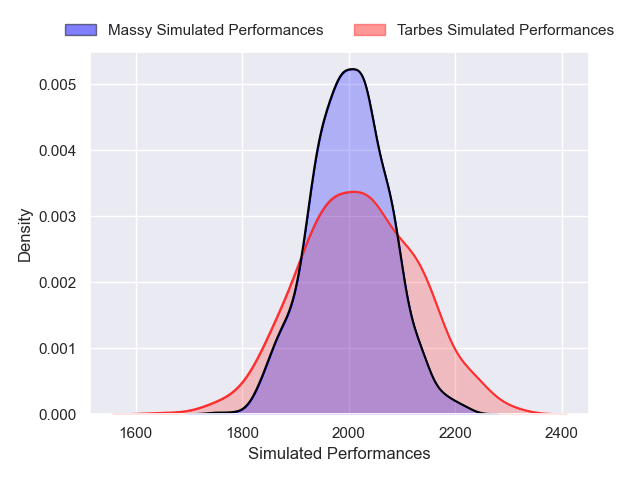 Massy Simulated Performances Tarbes Simulated Performances
0.005
0.004
0.003
0.002
0.001
0.000
Density
1600 1800 2000 2200 2400
Simulated Performances